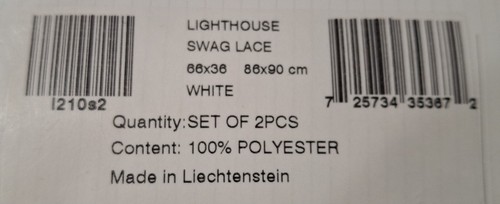 LIGHTHOUSE
SWAG LACE
66x36 86x90 cm
WHITE
l210s2
7 25734 35367 2
Quantity:SET OF 2PCS
Content: 100% POLYESTER
Made in Liechtenstein